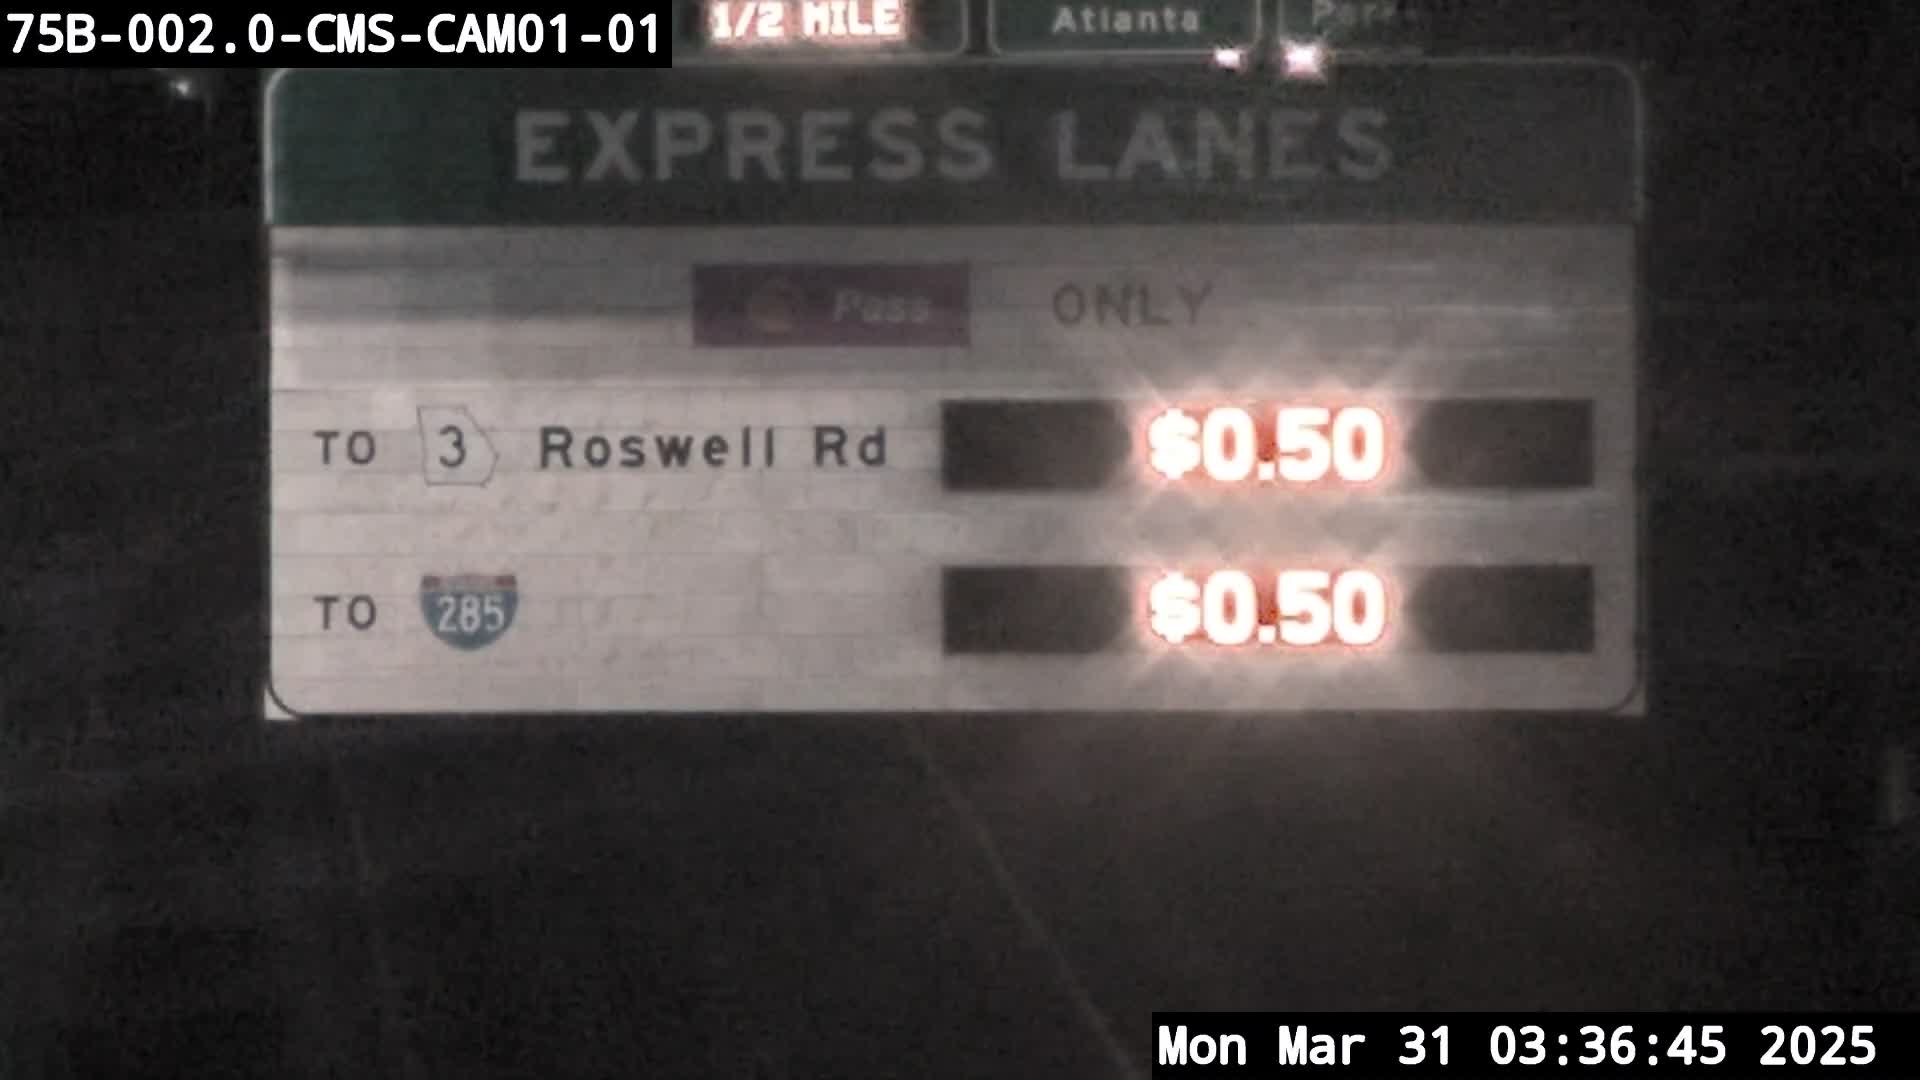 75B-002.0-CMS-CAM01-01
1/2 MILE
Atlanta
EXPRESS LANES
Pass ONLY
TO 3 Roswell Rd $0.50
TO 285 $0.50
Mon Mar 31 03:36:45 2025